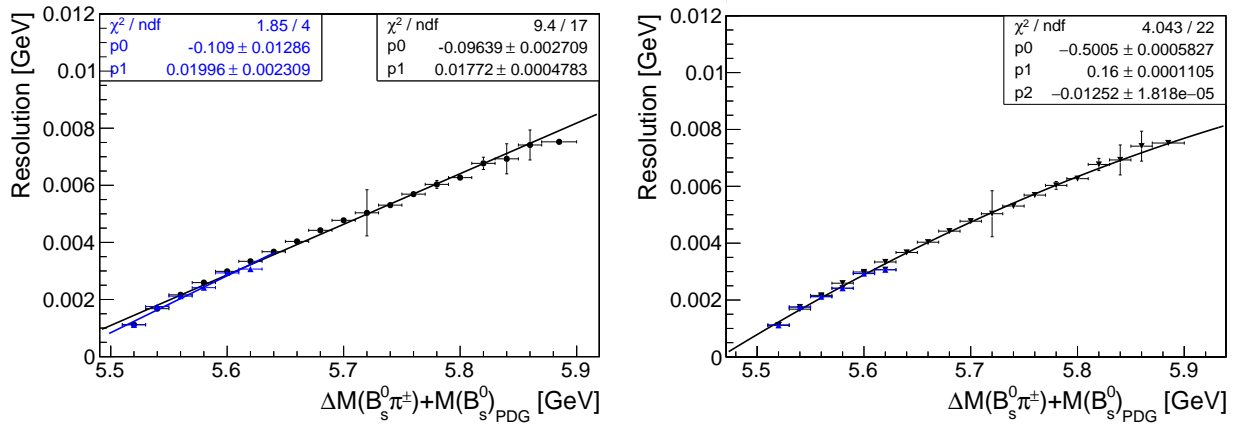 0.012
0.01
0.008
0.006
0.004
0.002
0
Resolution [GeV]
χ² / ndf 1.85 / 4
p0 -0.109 ± 0.01286
p1 0.01996 ± 0.002309
χ² / ndf 9.4 / 17
p0 -0.09639 ± 0.002709
p1 0.01772 ± 0.0004783
5.5 5.6 5.7 5.8 5.9
ΔM(B⁰ₛπ±)+M(B⁰ₛ)PDG [GeV]
0.012
0.01
0.008
0.006
0.004
0.002
0
Resolution [GeV]
χ² / ndf 4.043 / 22
p0 −0.5005 ± 0.0005827
p1 0.16 ± 0.0001105
p2 −0.01252 ± 1.818e−05
5.5 5.6 5.7 5.8 5.9
ΔM(B⁰ₛπ±)+M(B⁰ₛ)PDG [GeV]